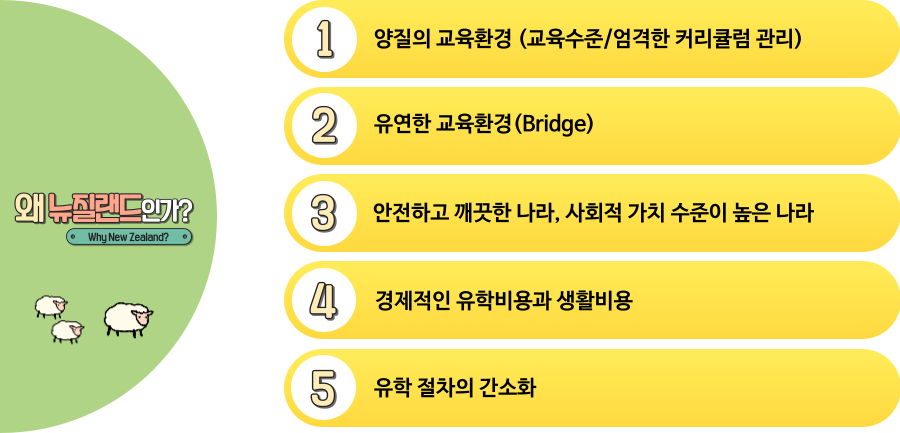 왜 뉴질랜드인가?
Why New Zealand?
1 양질의 교육환경 (교육수준/엄격한 커리큘럼 관리)
2 유연한 교육환경(Bridge)
3 안전하고 깨끗한 나라, 사회적 가치 수준이 높은 나라
4 경제적인 유학비용과 생활비용
5 유학 절차의 간소화